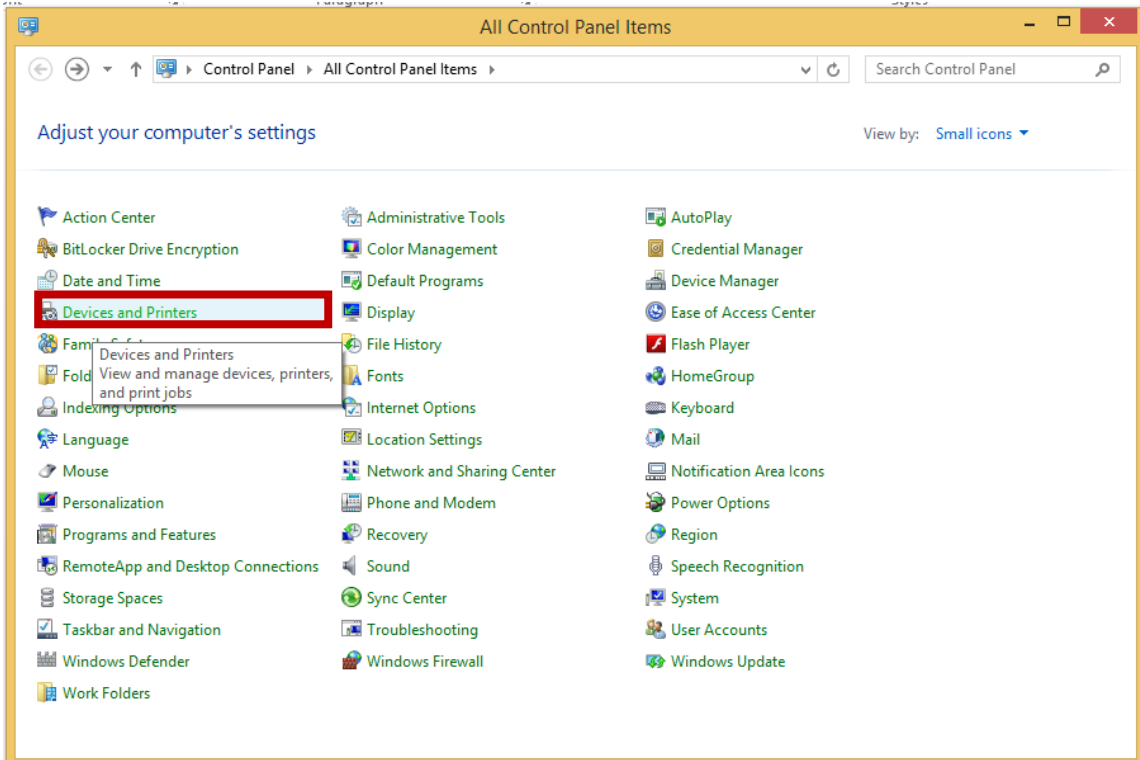 All Control Panel Items
Control Panel All Control Panel Items
Search Control Panel
Adjust your computer's settings
View by: Small icons
Action Center Administrative Tools AutoPlay
BitLocker Drive Encryption Color Management Credential Manager
Date and Time Default Programs Device Manager
Devices and Printers Display Ease of Access Center
Fam File History Flash Player
Devices and Printers
View and manage devices, printers,
and print jobs
Fold Fonts HomeGroup
Indexing Options Internet Options Keyboard
Language Location Settings Mail
Mouse Network and Sharing Center Notification Area Icons
Personalization Phone and Modem Power Options
Programs and Features Recovery Region
RemoteApp and Desktop Connections Sound Speech Recognition
Storage Spaces Sync Center System
Taskbar and Navigation Troubleshooting User Accounts
Windows Defender Windows Firewall Windows Update
Work Folders